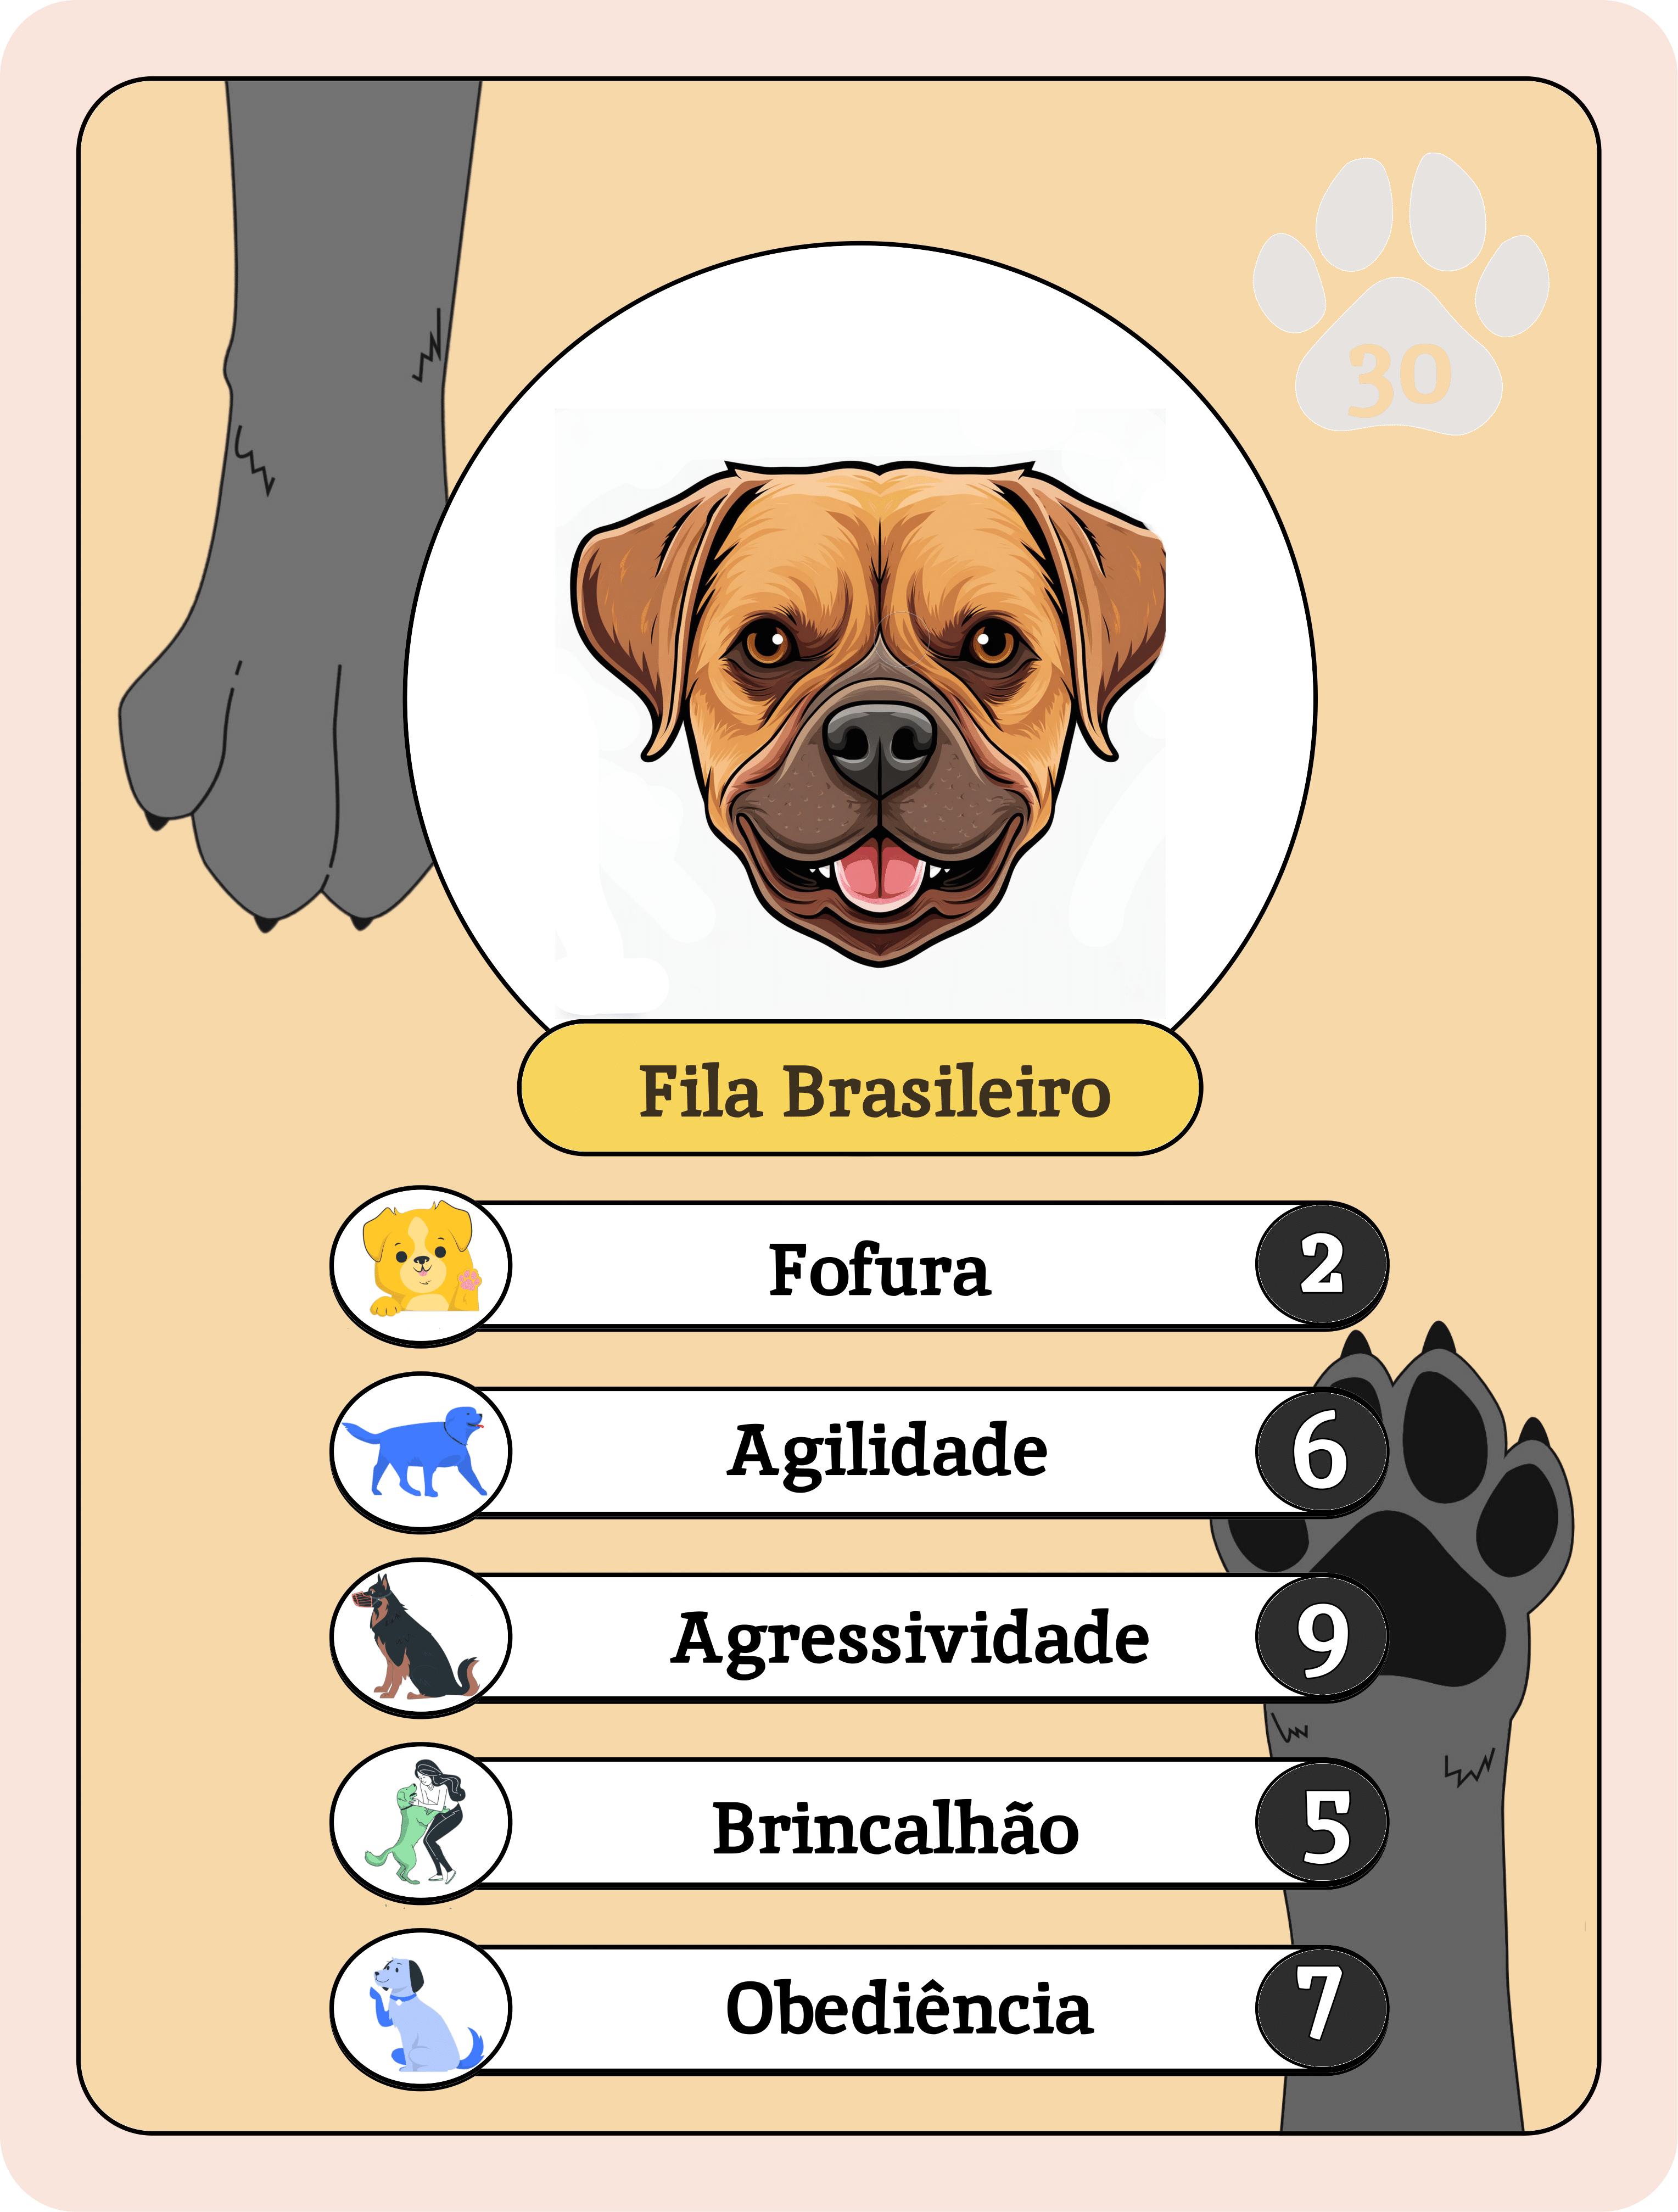 30
Fila Brasileiro
Fofura 2
Agilidade 6
Agressividade 9
Brincalhão 5
Obediência 7